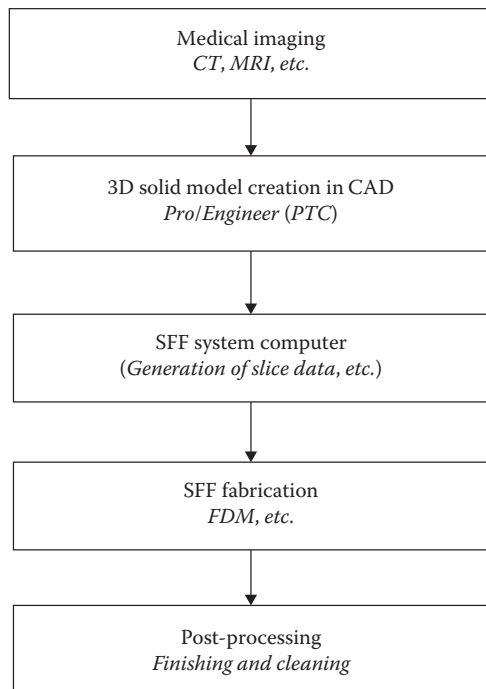 Medical imaging
CT, MRI, etc.
3D solid model creation in CAD
Pro/Engineer (PTC)
SFF system computer
(Generation of slice data, etc.)
SFF fabrication
FDM, etc.
Post-processing
Finishing and cleaning